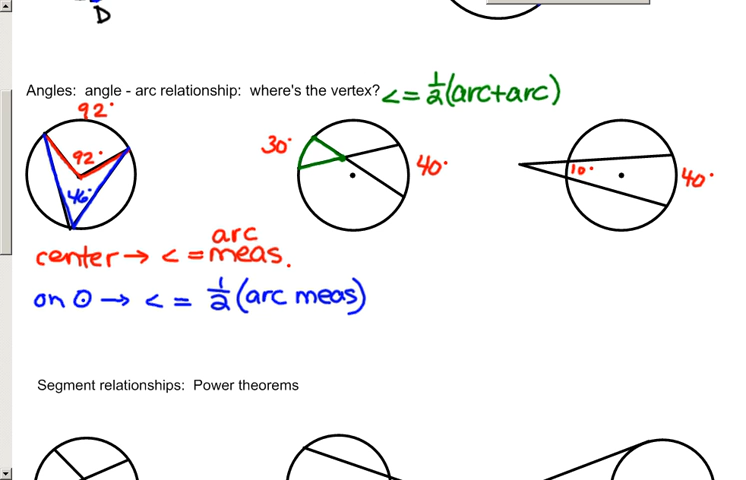 D
Angles: angle - arc relationship: where's the vertex?
∠ = 1/2 (arc+arc)
92°
92°
46°
30°
40°
10°
40°
center → ∠ = arc meas.
on ⊙ → ∠ = 1/2 (arc meas)
Segment relationships: Power theorems